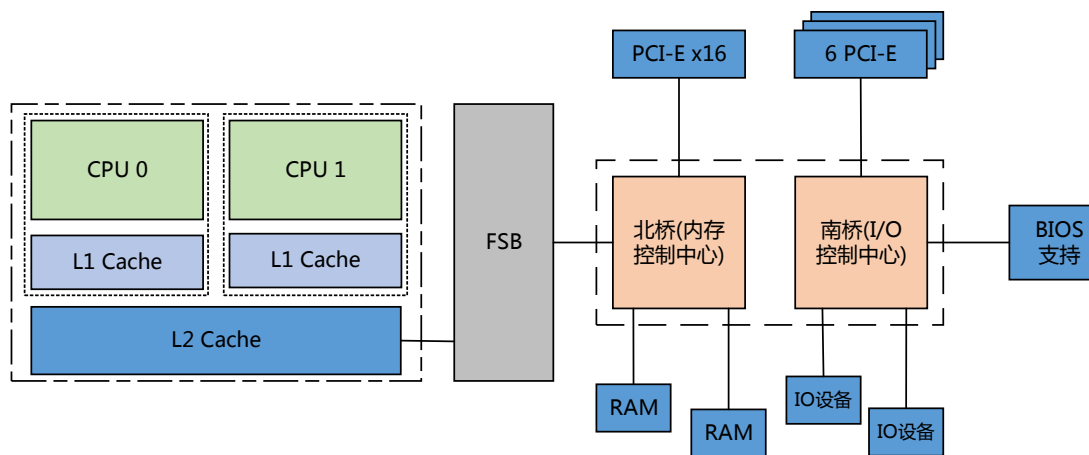 PCI-E x16
6 PCI-E
CPU 0
CPU 1
L1 Cache
L1 Cache
L2 Cache
FSB
北桥(内存
控制中心)
南桥(I/O
控制中心)
BIOS
支持
RAM
RAM
IO设备
IO设备